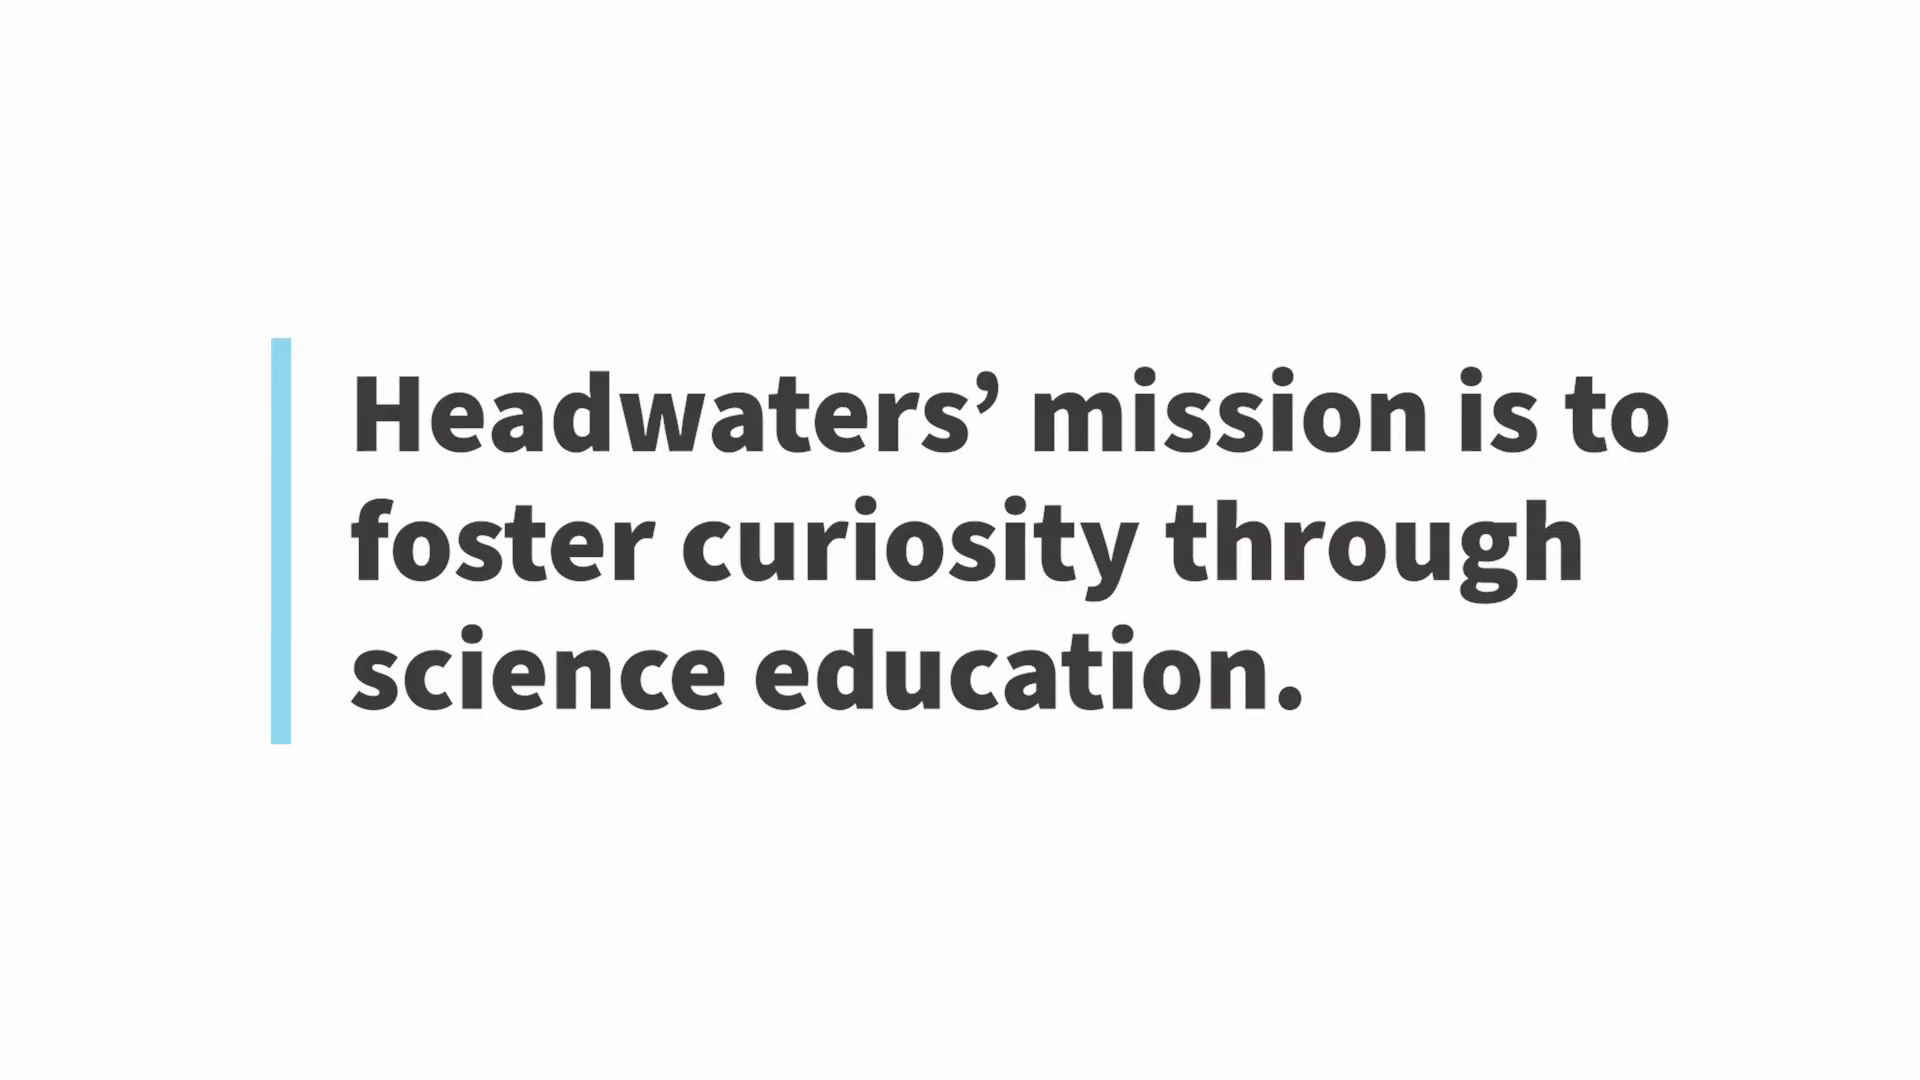 Headwaters’ mission is to
foster curiosity through
science education.